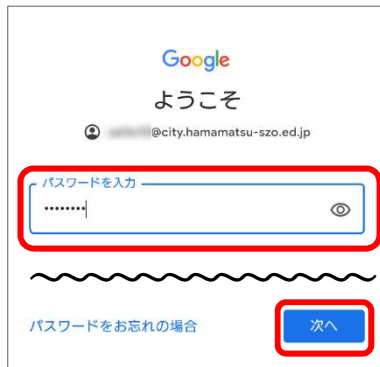 Google
ようこそ
@city.hamamatsu-szo.ed.jp
パスワードを入力
••••••••
パスワードをお忘れの場合
次へ